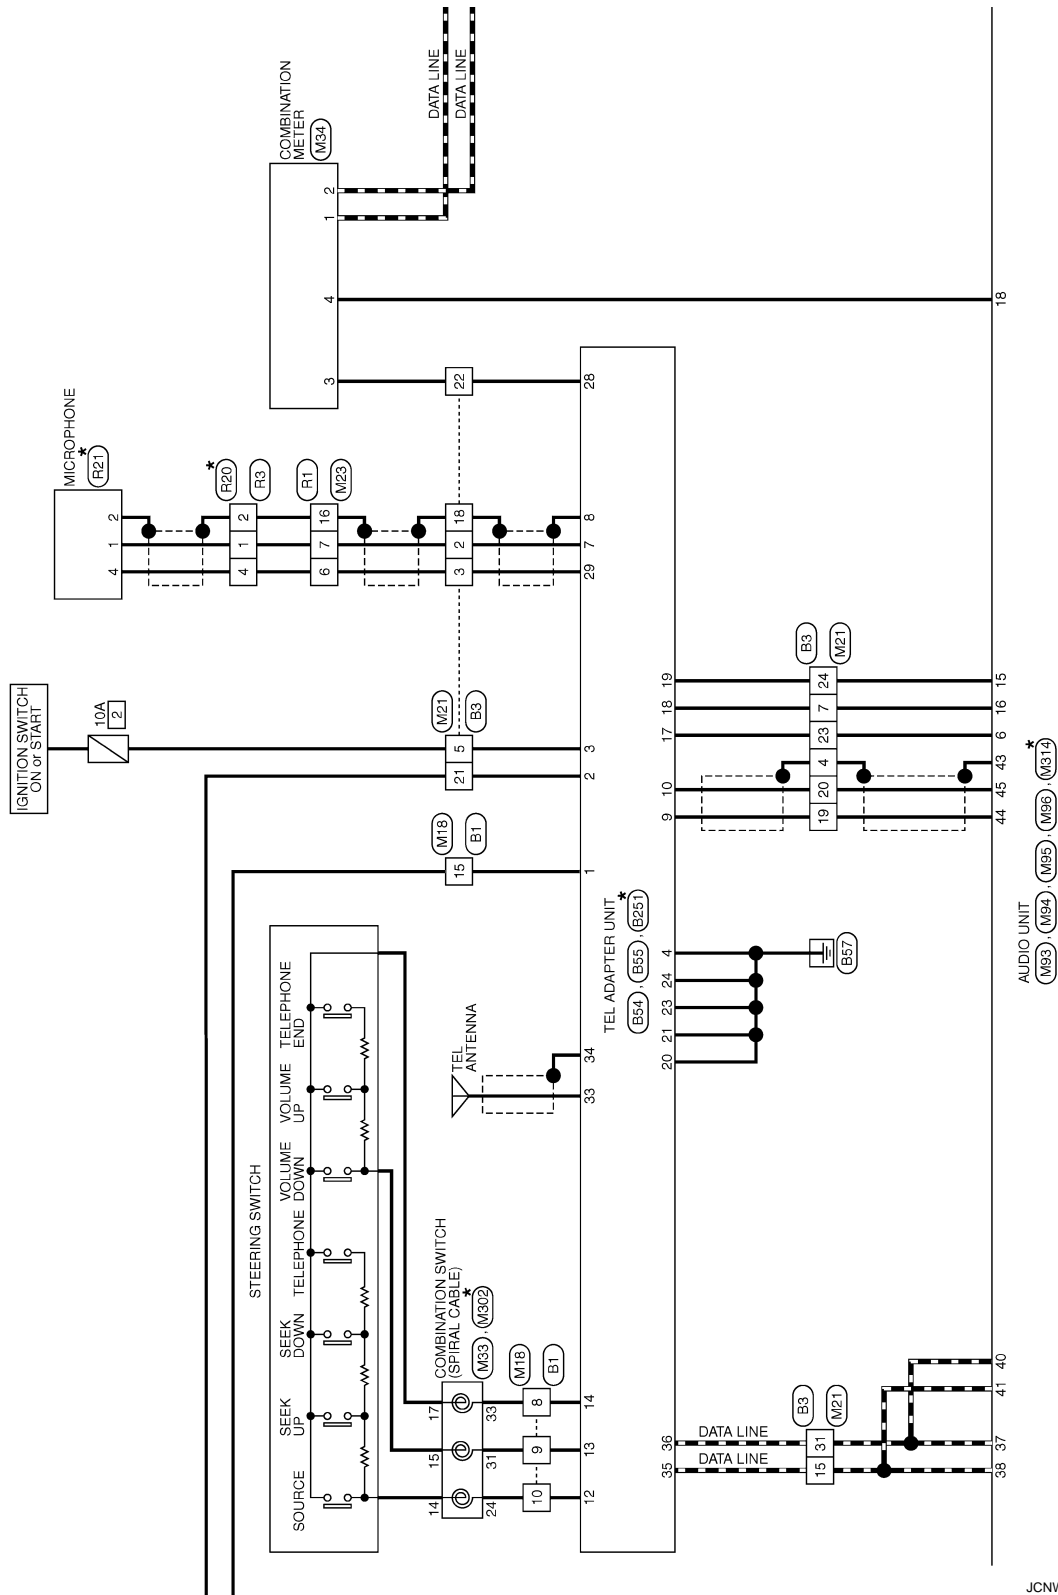 DATA LINE
DATA LINE
COMBINATION
METER
M34
2
1
4
3
18
MICROPHONE
*
R21
2
1
4
*
R20
R3
2
1
4
R1
M23
16
7
6
22
18
2
3
28
8
7
29
IGNITION SWITCH
ON or START
10A
2
M21
B3
5
21
3
2
M18
B1
15
1
19
18
17
10
9
B3
M21
24
7
23
4
20
19
15
16
6
43
45
44
AUDIO UNIT
M93 , M94 , M95 , M96 , M314
*
TEL ADAPTER UNIT
B54 , B55 , B251
*
4
24
23
21
20
B57
TEL
ANTENNA
34
33
STEERING SWITCH
TELEPHONE
END
VOLUME
UP
VOLUME
DOWN
TELEPHONE
SEEK
DOWN
SEEK
UP
SOURCE
COMBINATION SWITCH
(SPIRAL CABLE)
*
M33 , M302
17
15
14
33
31
24
M18
B1
8
9
10
14
13
12
36
35
DATA LINE
DATA LINE
B3
M21
31
15
40
41
37
38